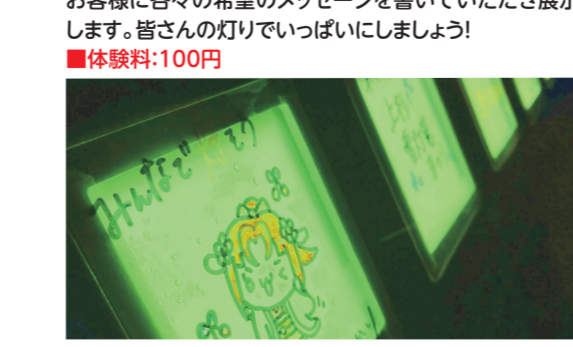 お客様に各々の希望のメッセージを書いていただき展示
します。皆さんの灯りでいっぱいにしましょう!
■体験料:100円
みんなで